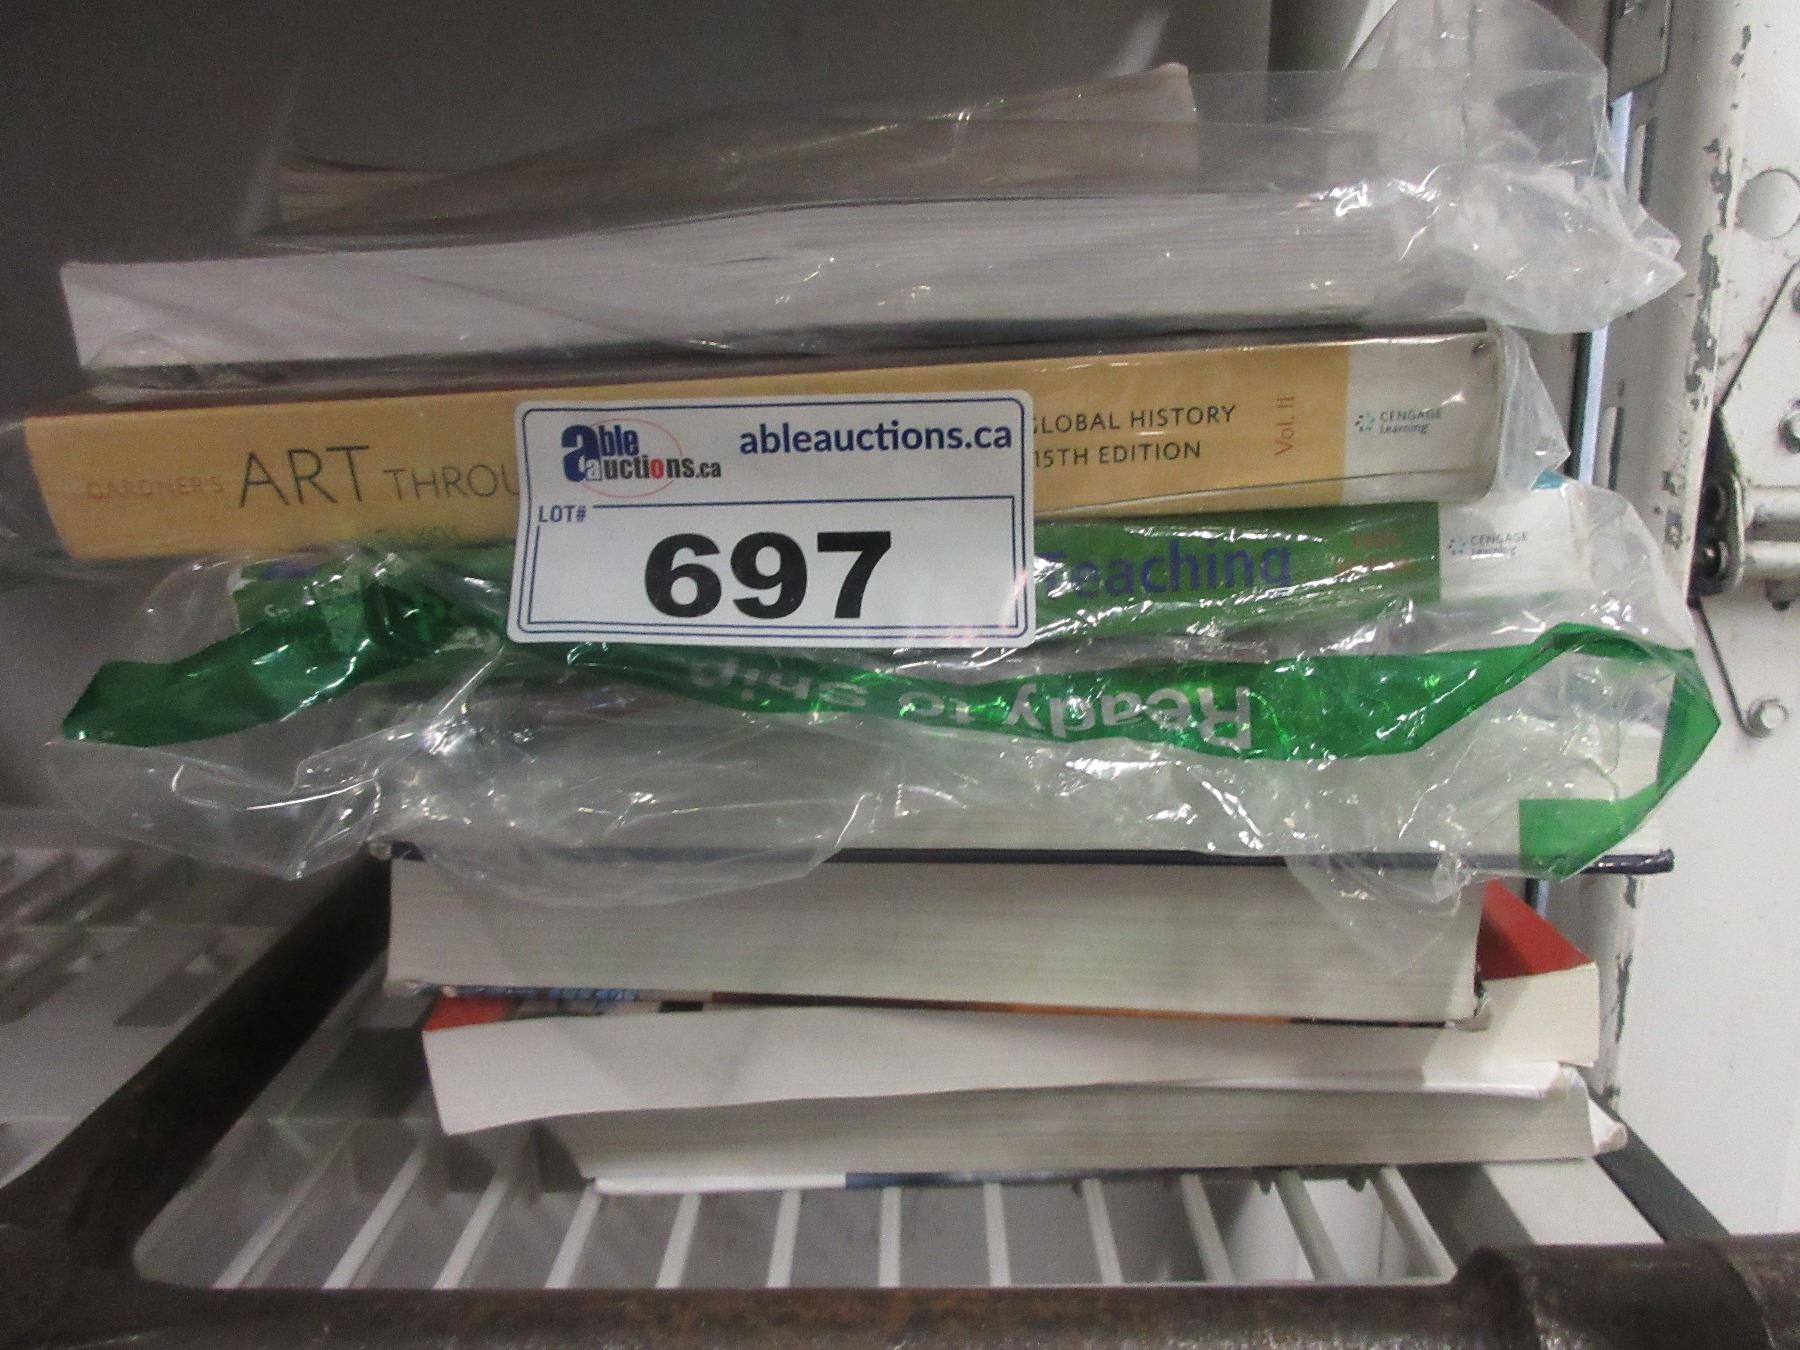 GARDNER'S ART THROU
GLOBAL HISTORY
15TH EDITION
Vol. II
CENGAGE
Learning
able auctions.ca
ableauctions.ca
LOT#
697
Teaching
CENGAGE
Learning
Ready to Ship